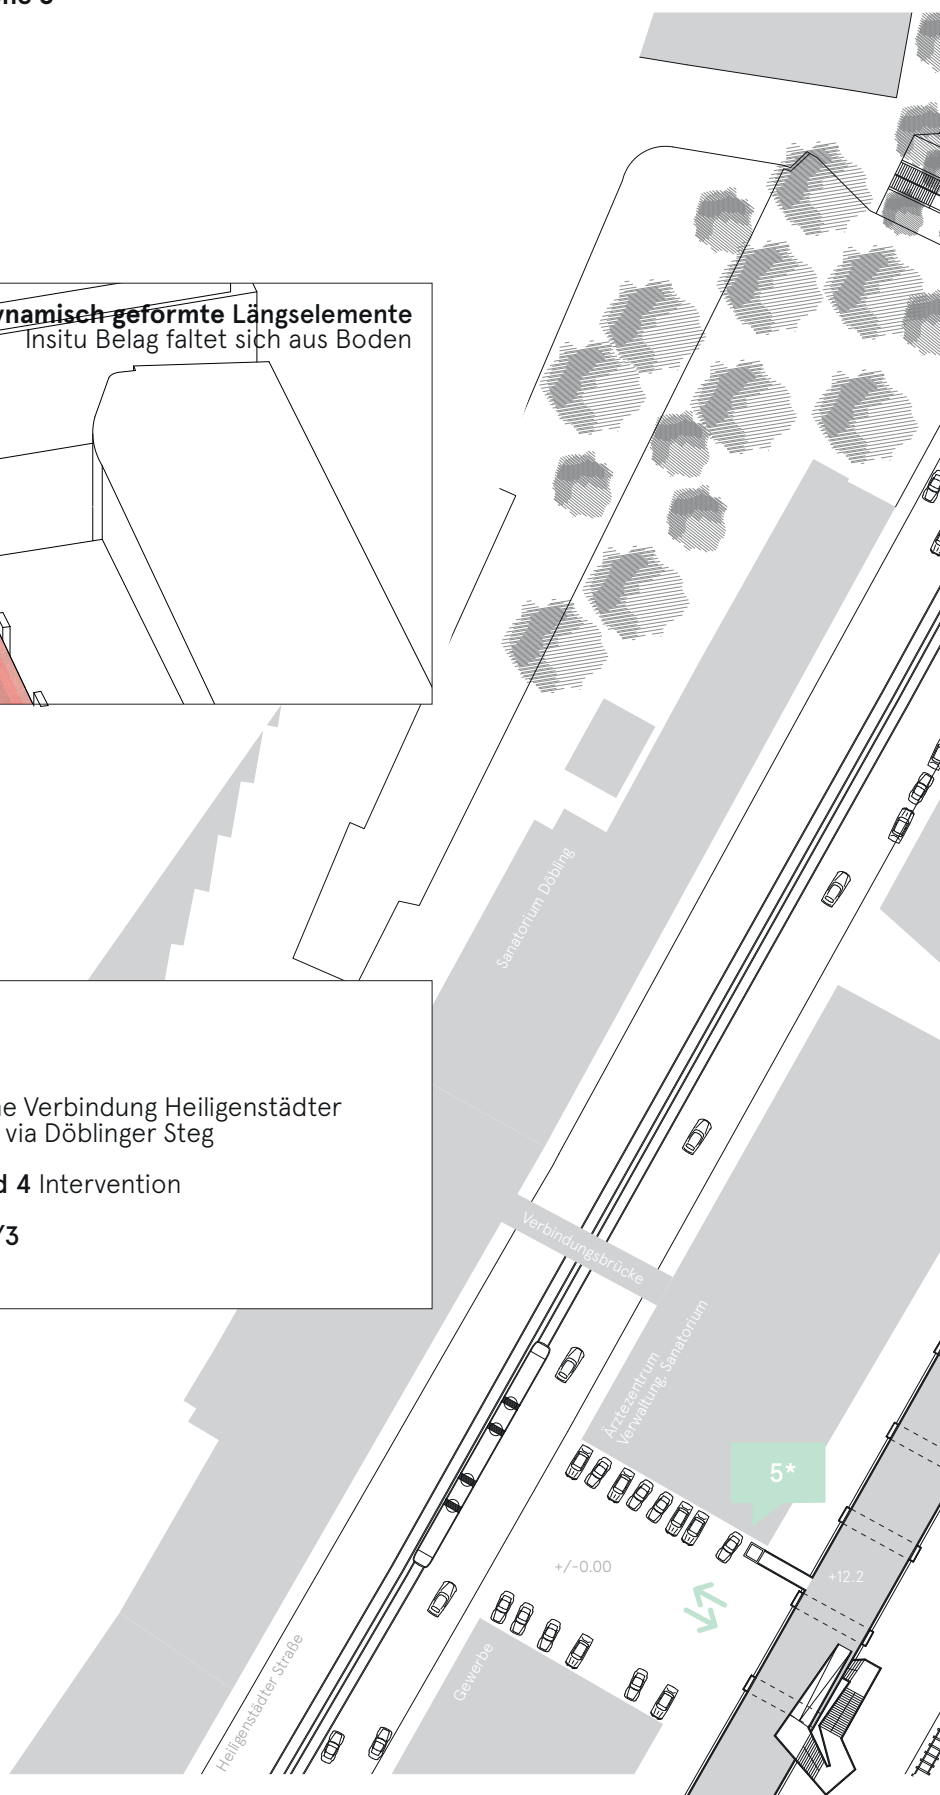 ynamisch geformte Längselemente
Insitu Belag faltet sich aus Boden
Sanatorium Döbling
e Verbindung Heiligenstädter
via Döblinger Steg
d 4 Intervention
/3
Verbindungsbrücke
Ärztezentrum
Verwaltung, Sanatorium
5*
+/-0.00
+12.2
Gewerbe
Heiligenstädter Straße